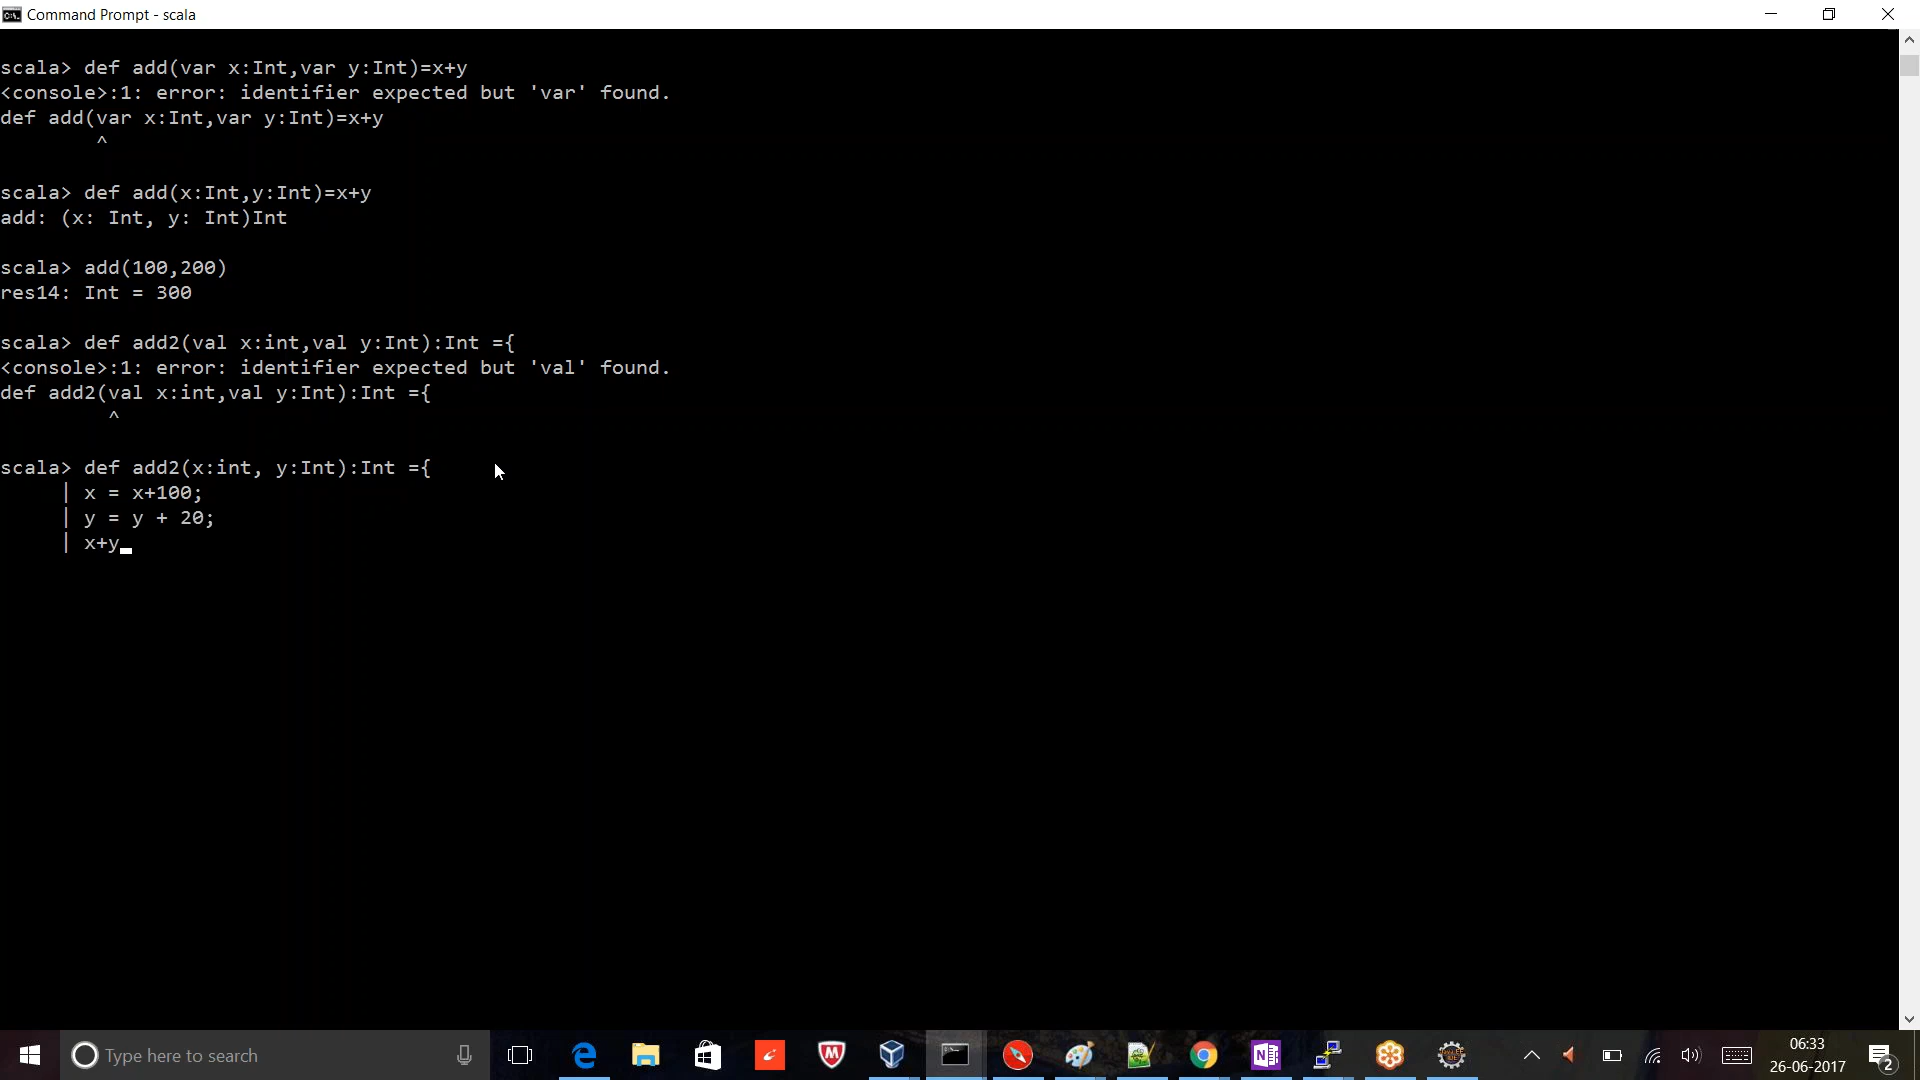 Command Prompt - scala
scala> def add(var x:Int,var y:Int)=x+y
<console>:1: error: identifier expected but 'var' found.
def add(var x:Int,var y:Int)=x+y
^
scala> def add(x:Int,y:Int)=x+y
add: (x: Int, y: Int)Int
scala> add(100,200)
res14: Int = 300
scala> def add2(val x:int,val y:Int):Int ={
<console>:1: error: identifier expected but 'val' found.
def add2(val x:int,val y:Int):Int ={
^
scala> def add2(x:int, y:Int):Int ={
| x = x+100;
| y = y + 20;
| x+y
Type here to search
06:33
26-06-2017
2